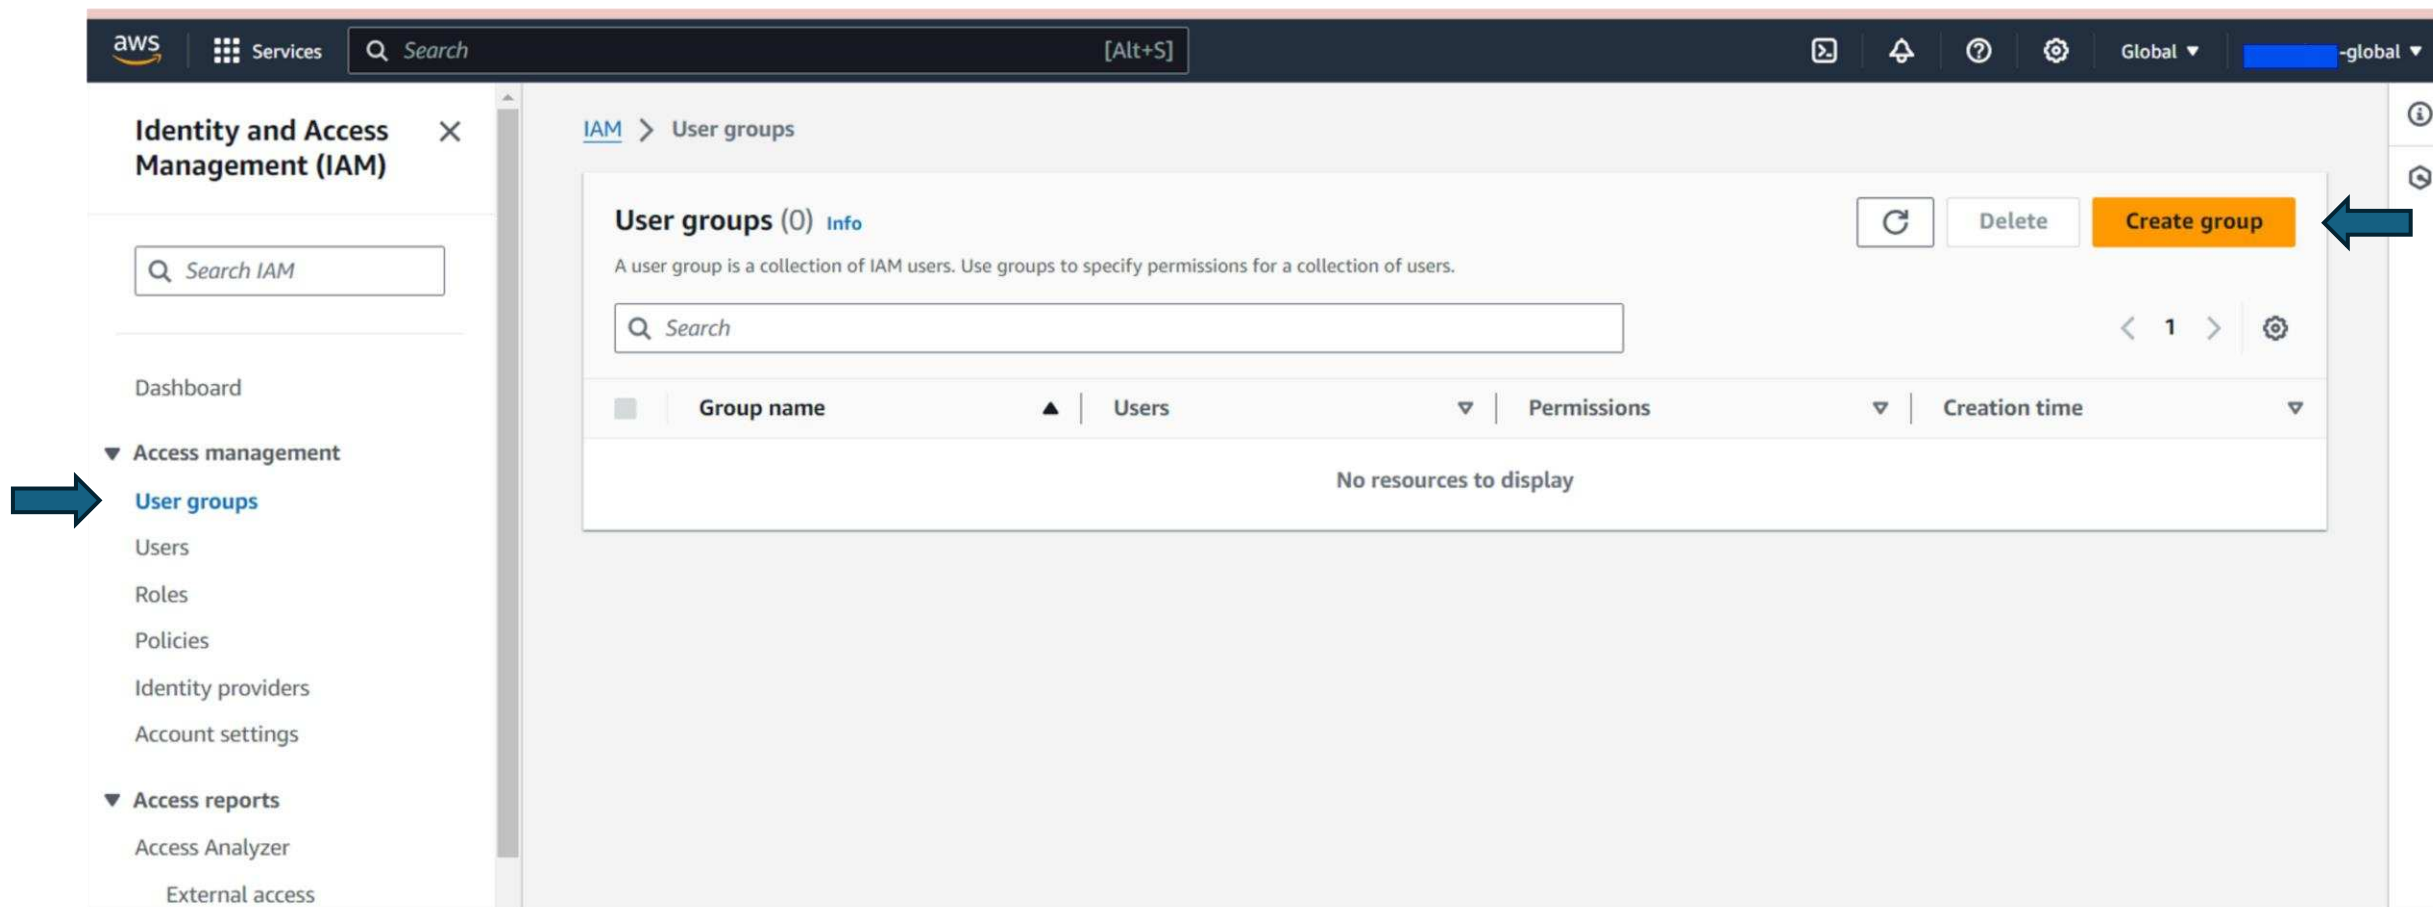 aws Services Search [Alt+S] Global -global
Identity and Access
Management (IAM)
Search IAM
Dashboard
Access management
User groups
Users
Roles
Policies
Identity providers
Account settings
Access reports
Access Analyzer
External access
IAM > User groups
User groups (0) Info
Delete
Create group
A user group is a collection of IAM users. Use groups to specify permissions for a collection of users.
Search
1
Group name Users Permissions Creation time
No resources to display